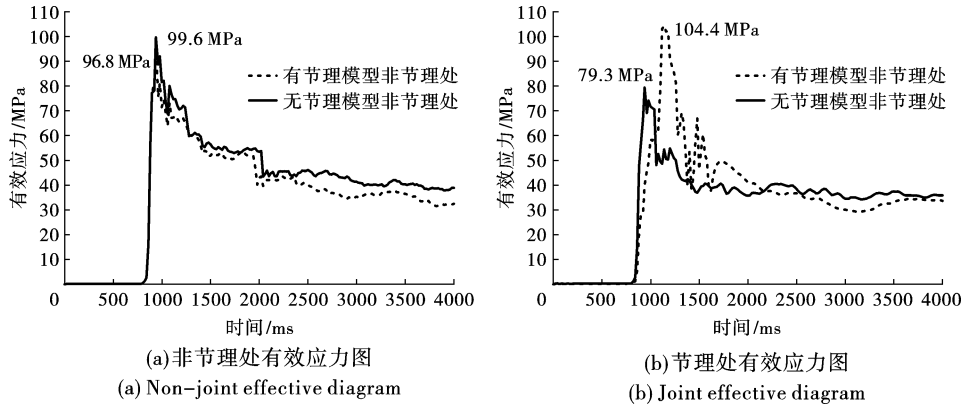 110
100
90
80
70
60
50
40
30
20
10
有效应力/MPa
99.6 MPa
96.8 MPa
有节理模型非节理处
无节理模型非节理处
0 500 1000 1500 2000 2500 3000 3500 4000
时间/ms
(a)非节理处有效应力图
(a) Non-joint effective diagram
110
100
90
80
70
60
50
40
30
20
10
有效应力/MPa
104.4 MPa
79.3 MPa
有节理模型非节理处
无节理模型非节理处
0 500 1000 1500 2000 2500 3000 3500 4000
时间/ms
(b)节理处有效应力图
(b) Joint effective diagram